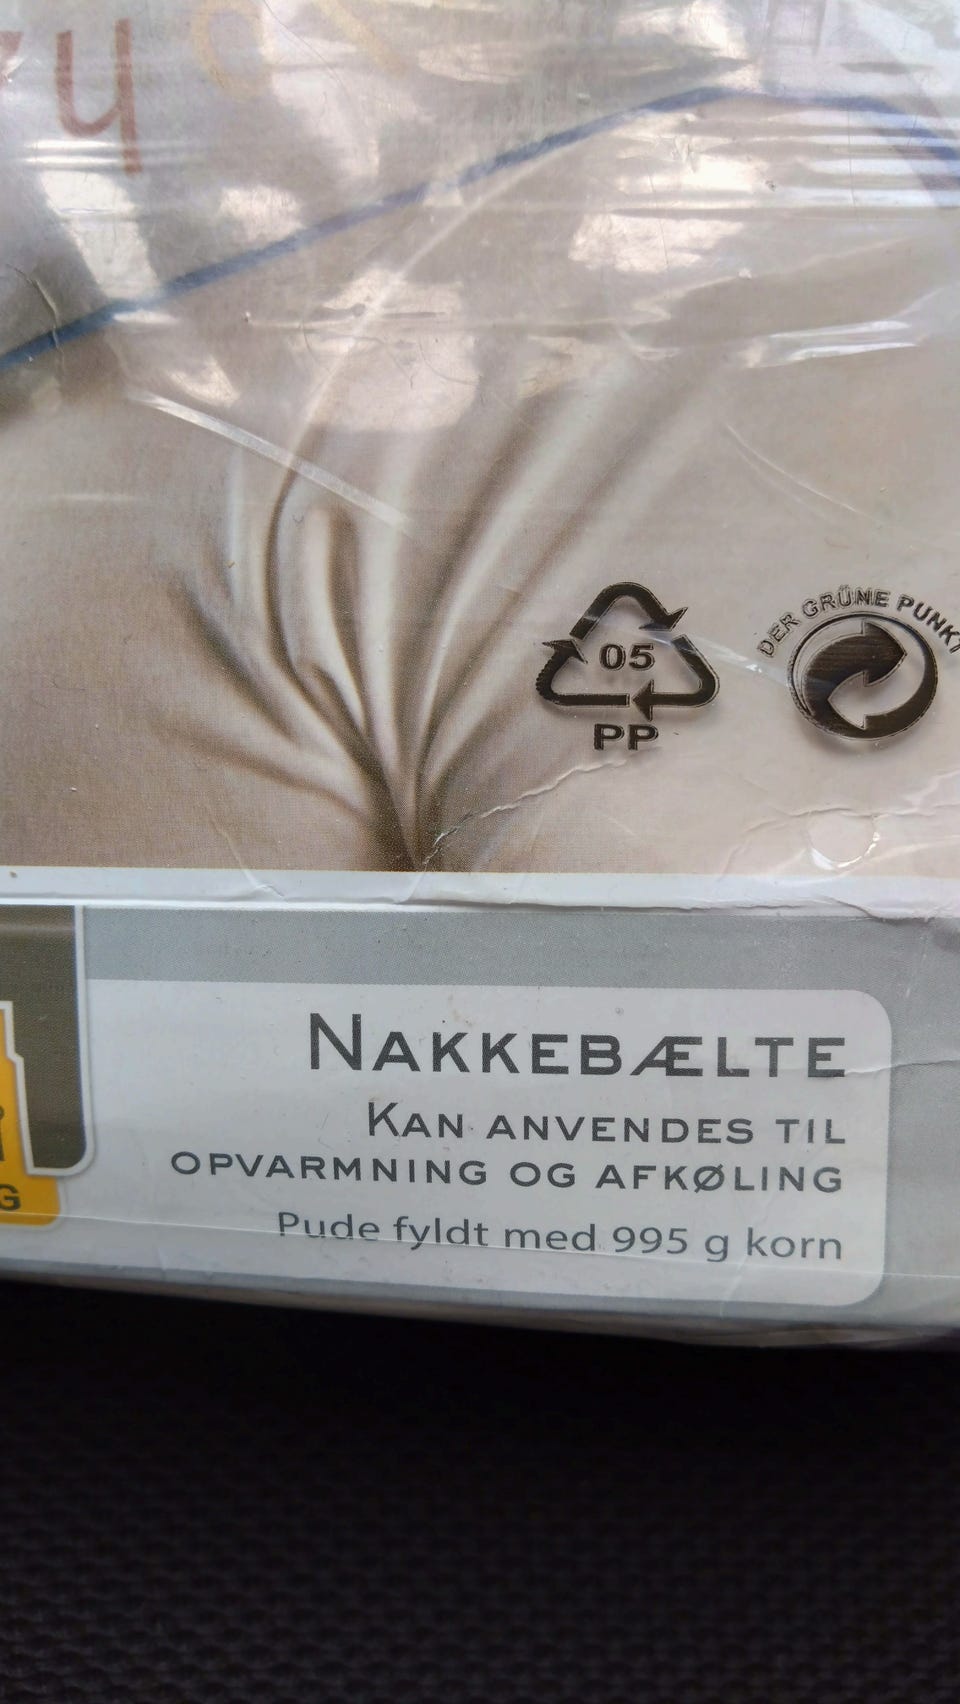 05
PP
DER GRÜNE PUNKT
NAKKEBÆLTE
KAN ANVENDES TIL
OPVARMNING OG AFKØLING
Pude fyldt med 995 g korn